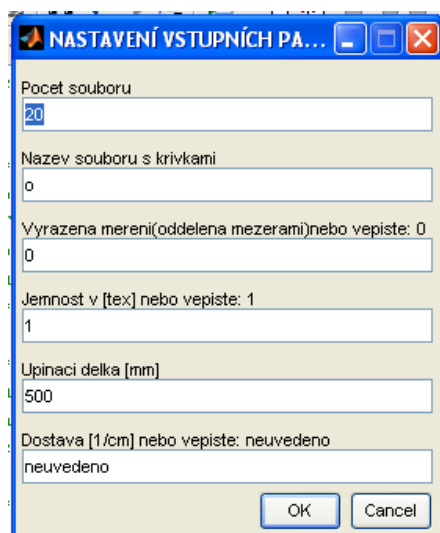 NASTAVENÍ VSTUPNÍCH PA...
Pocet souboru
20
Nazev souboru s krivkami
o
Vyrazena mereni(oddelena mezerami)nebo vepiste: 0
0
Jemnost v [tex] nebo vepiste: 1
1
Upinaci delka [mm]
500
Dostava [1/cm] nebo vepiste: neuvedeno
neuvedeno
OK Cancel